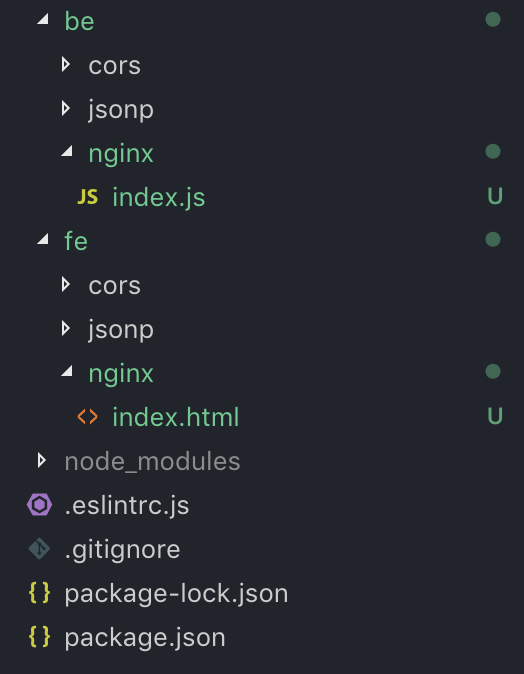 be
cors
jsonp
nginx
JS index.js U
fe
cors
jsonp
nginx
<> index.html U
node_modules
.eslintrc.js
.gitignore
{} package-lock.json
{} package.json